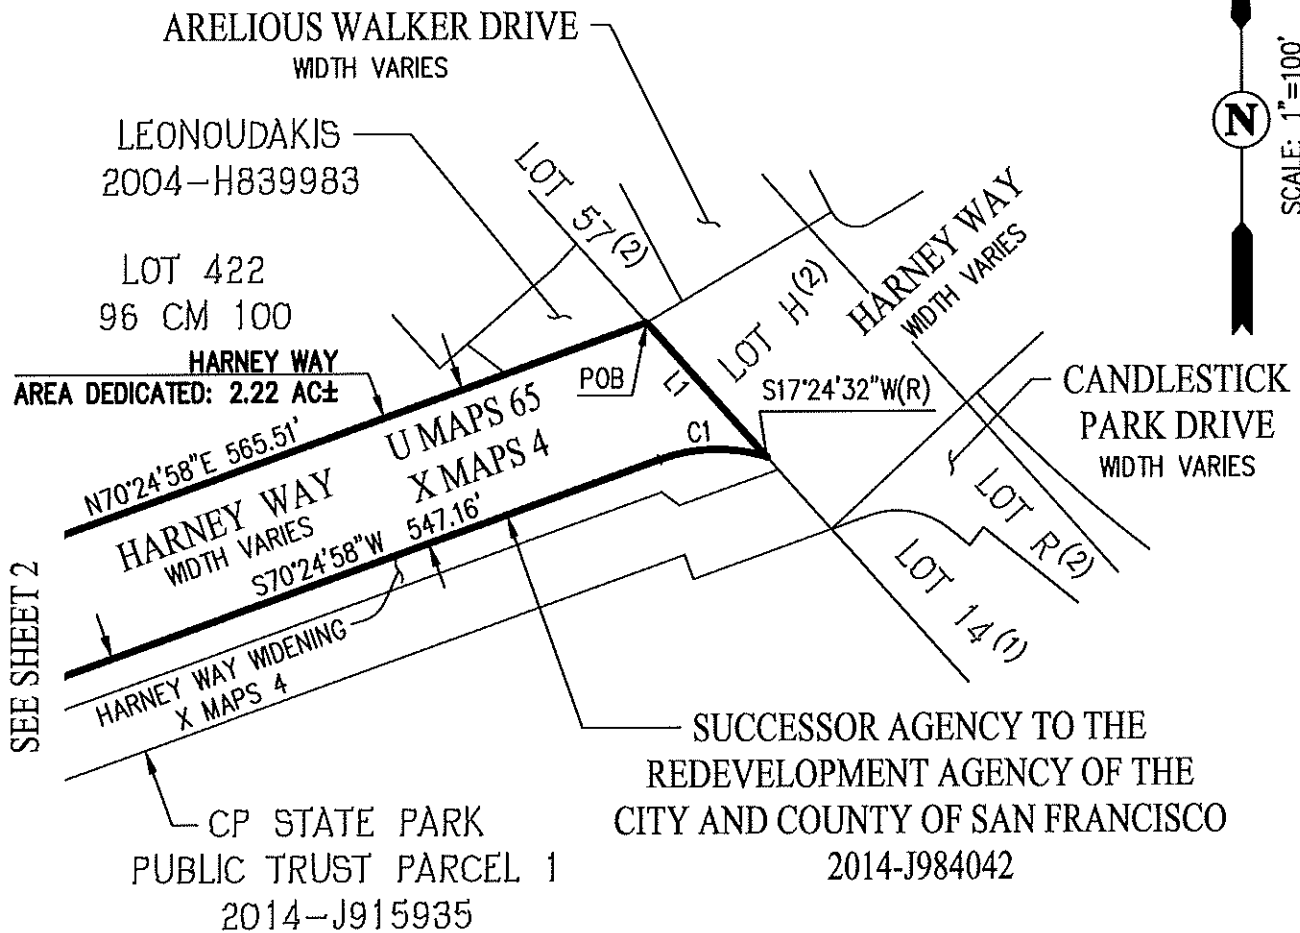 ARELIOUS WALKER DRIVE
WIDTH VARIES
LEONOUDAKIS
2004-H839983
LOT 422
96 CM 100
HARNEY WAY
AREA DEDICATED: 2.22 AC±
N70°24'58"E 565.51'
HARNEY WAY
WIDTH VARIES
U MAPS 65
X MAPS 4
S70°24'58"W 547.16'
HARNEY WAY WIDENING
X MAPS 4
SEE SHEET 2
LOT 57(2)
POB
L1
C1
LOT H(2)
S17°24'32"W(R)
HARNEY WAY
WIDTH VARIES
N
SCALE: 1"=100'
CANDLESTICK
PARK DRIVE
WIDTH VARIES
LOT R(2)
LOT 14(1)
SUCCESSOR AGENCY TO THE
REDEVELOPMENT AGENCY OF THE
CITY AND COUNTY OF SAN FRANCISCO
2014-J984042
CP STATE PARK
PUBLIC TRUST PARCEL 1
2014-J915935